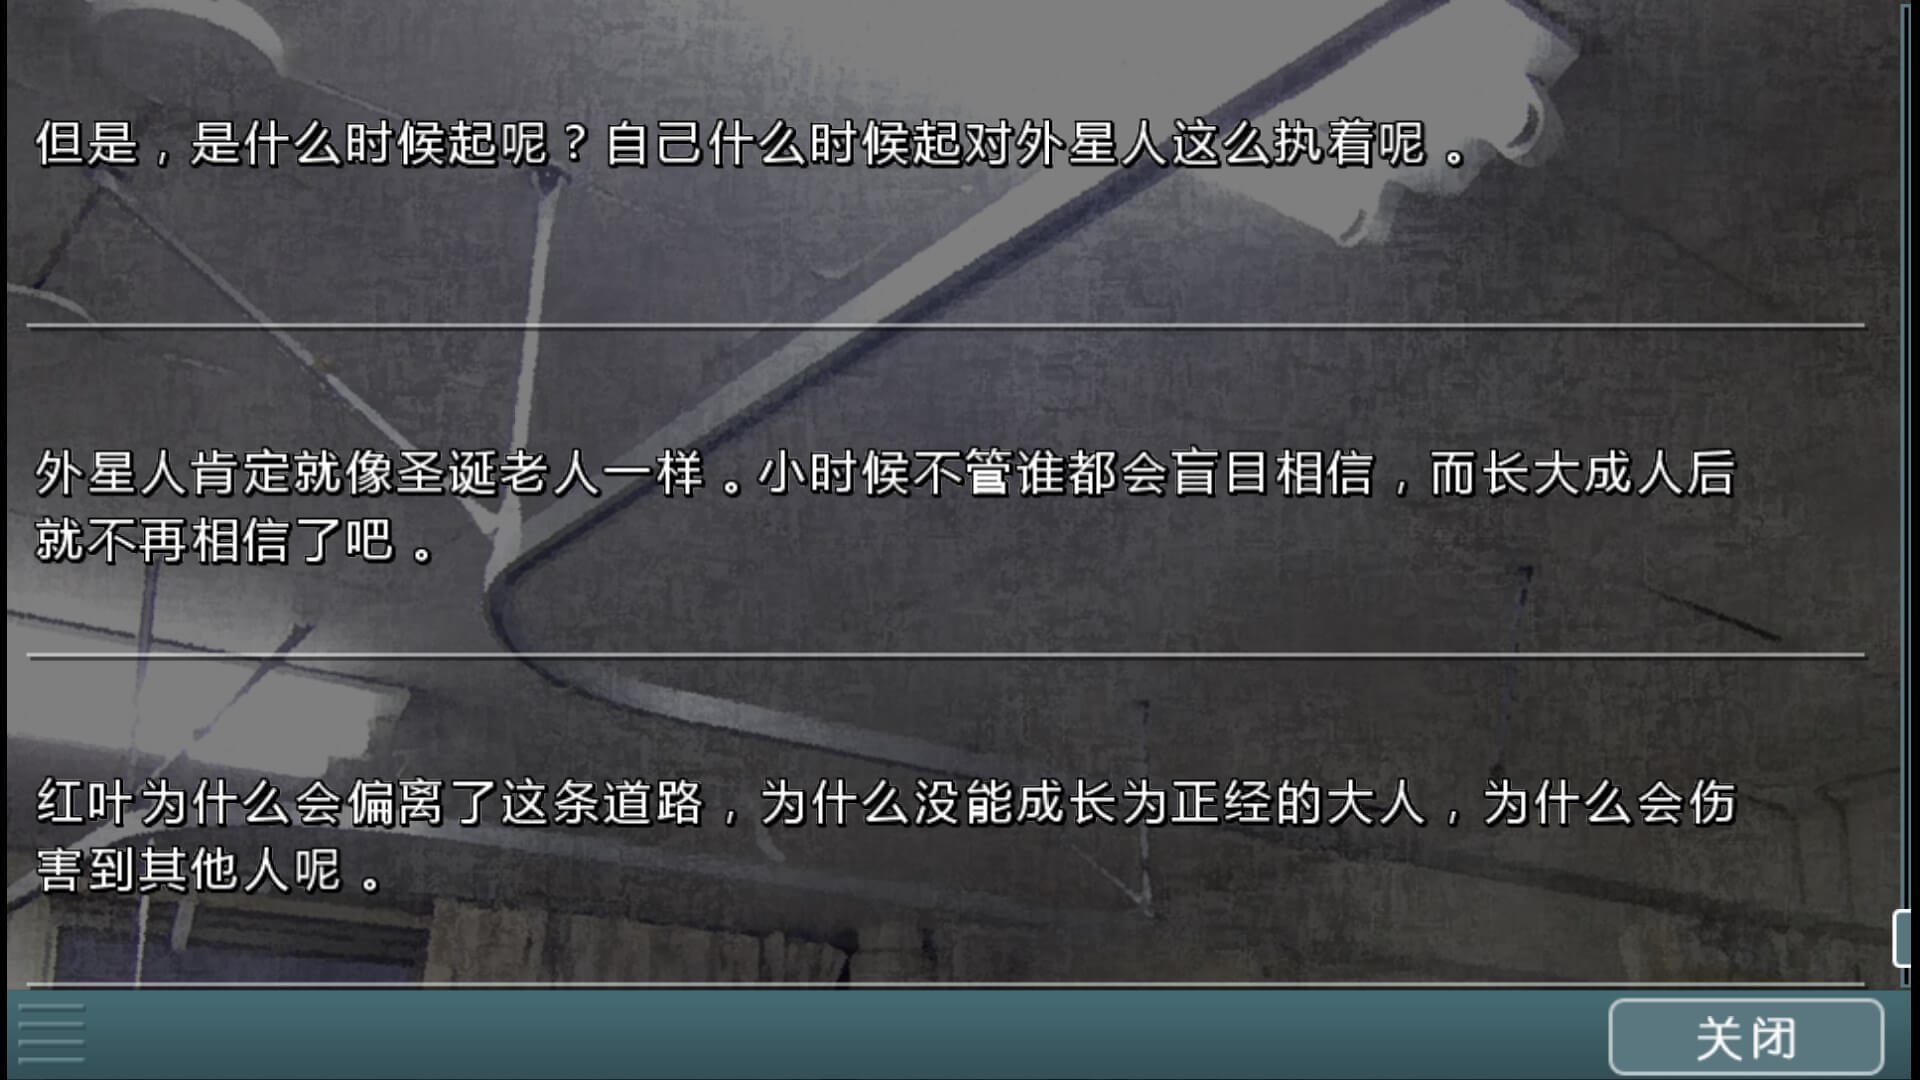 但是，是什么时候起呢？自己什么时候起对外星人这么执着呢。
外星人肯定就像圣诞老人一样。小时候不管谁都会盲目相信，而长大成人后
就不再相信了吧。
红叶为什么会偏离了这条道路，为什么没能成长为正经的大人，为什么会伤
害到其他人呢。
关闭